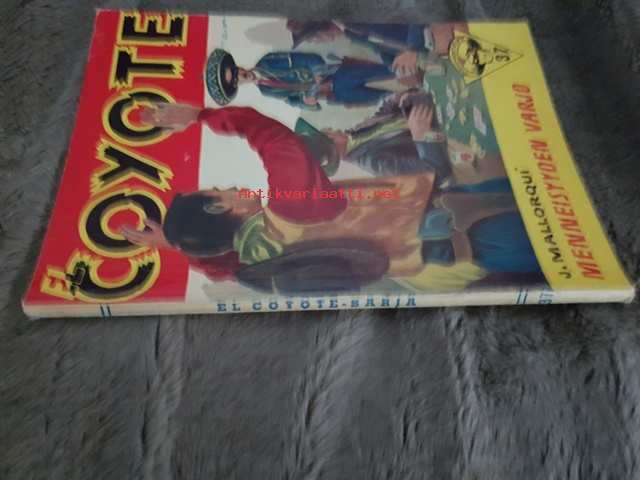 EL
COYOTE
37
J. MALLORQUI
MENNEISYYDEN VARJO
EL COYOTE-SARJA
37
Antikvariaatti.net